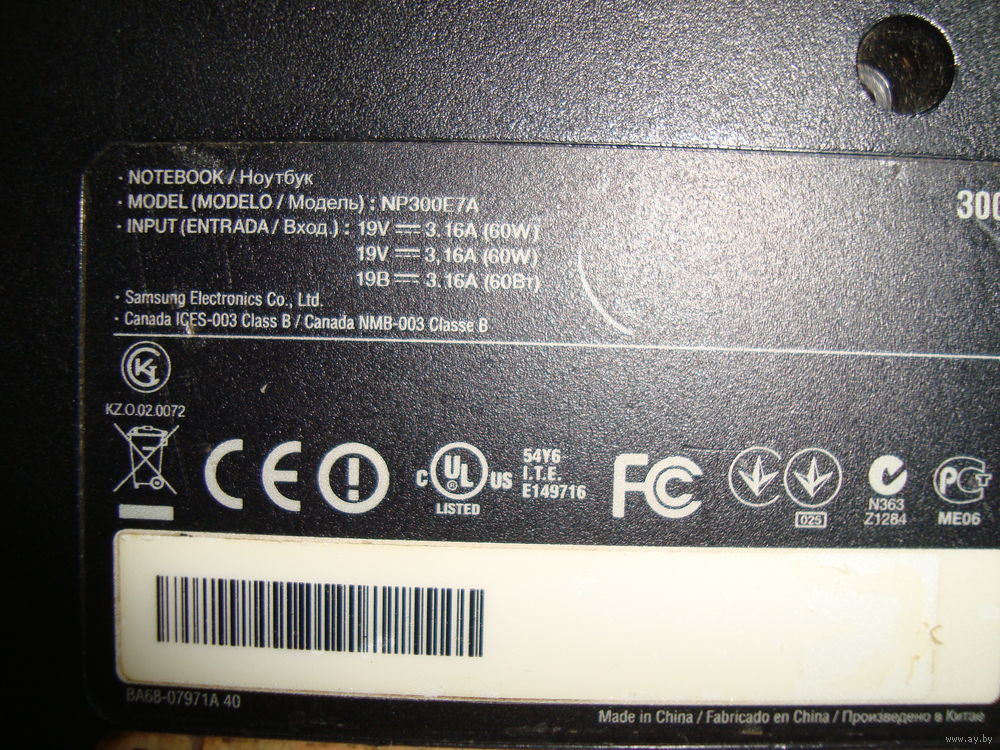 · NOTEBOOK / Ноутбук
· MODEL (MODELO / Модель) : NP300E7A
300
· INPUT (ENTRADA / Вход.) : 19V ⎓ 3.16A (60W)
19V ⎓ 3.16A (60W)
19В ⎓ 3.16A (60Вт)
· Samsung Electronics Co., Ltd.
· Canada ICES-003 Class B / Canada NMB-003 Classe B
KZ.O.02.0072
CE
C UL US
LISTED
54Y6
I.T.E.
E149716
FC
025
N363
Z1284
PCT
ME06
BA68-07971A 40
Made in China / Fabricado en China / Произведено в Китае
www.ay.by